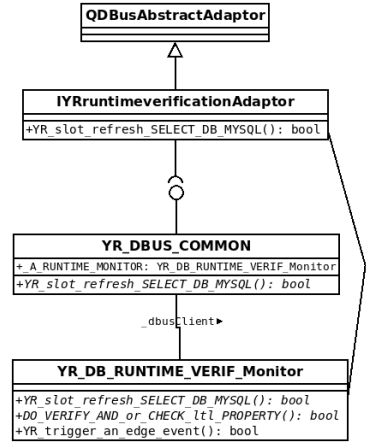 QDBusAbstractAdaptor
IYRruntimeverificationAdaptor
+YR_slot_refresh_SELECT_DB_MYSQL(): bool
YR_DBUS_COMMON
+_A_RUNTIME_MONITOR: YR_DB_RUNTIME_VERIF_Monitor
+YR_slot_refresh_SELECT_DB_MYSQL(): bool
_dbusClient
YR_DB_RUNTIME_VERIF_Monitor
+YR_slot_refresh_SELECT_DB_MYSQL(): bool
+DO_VERIFY_AND_or_CHECK_ltl_PROPERTY(): bool
+YR_trigger_an_edge_event(): bool